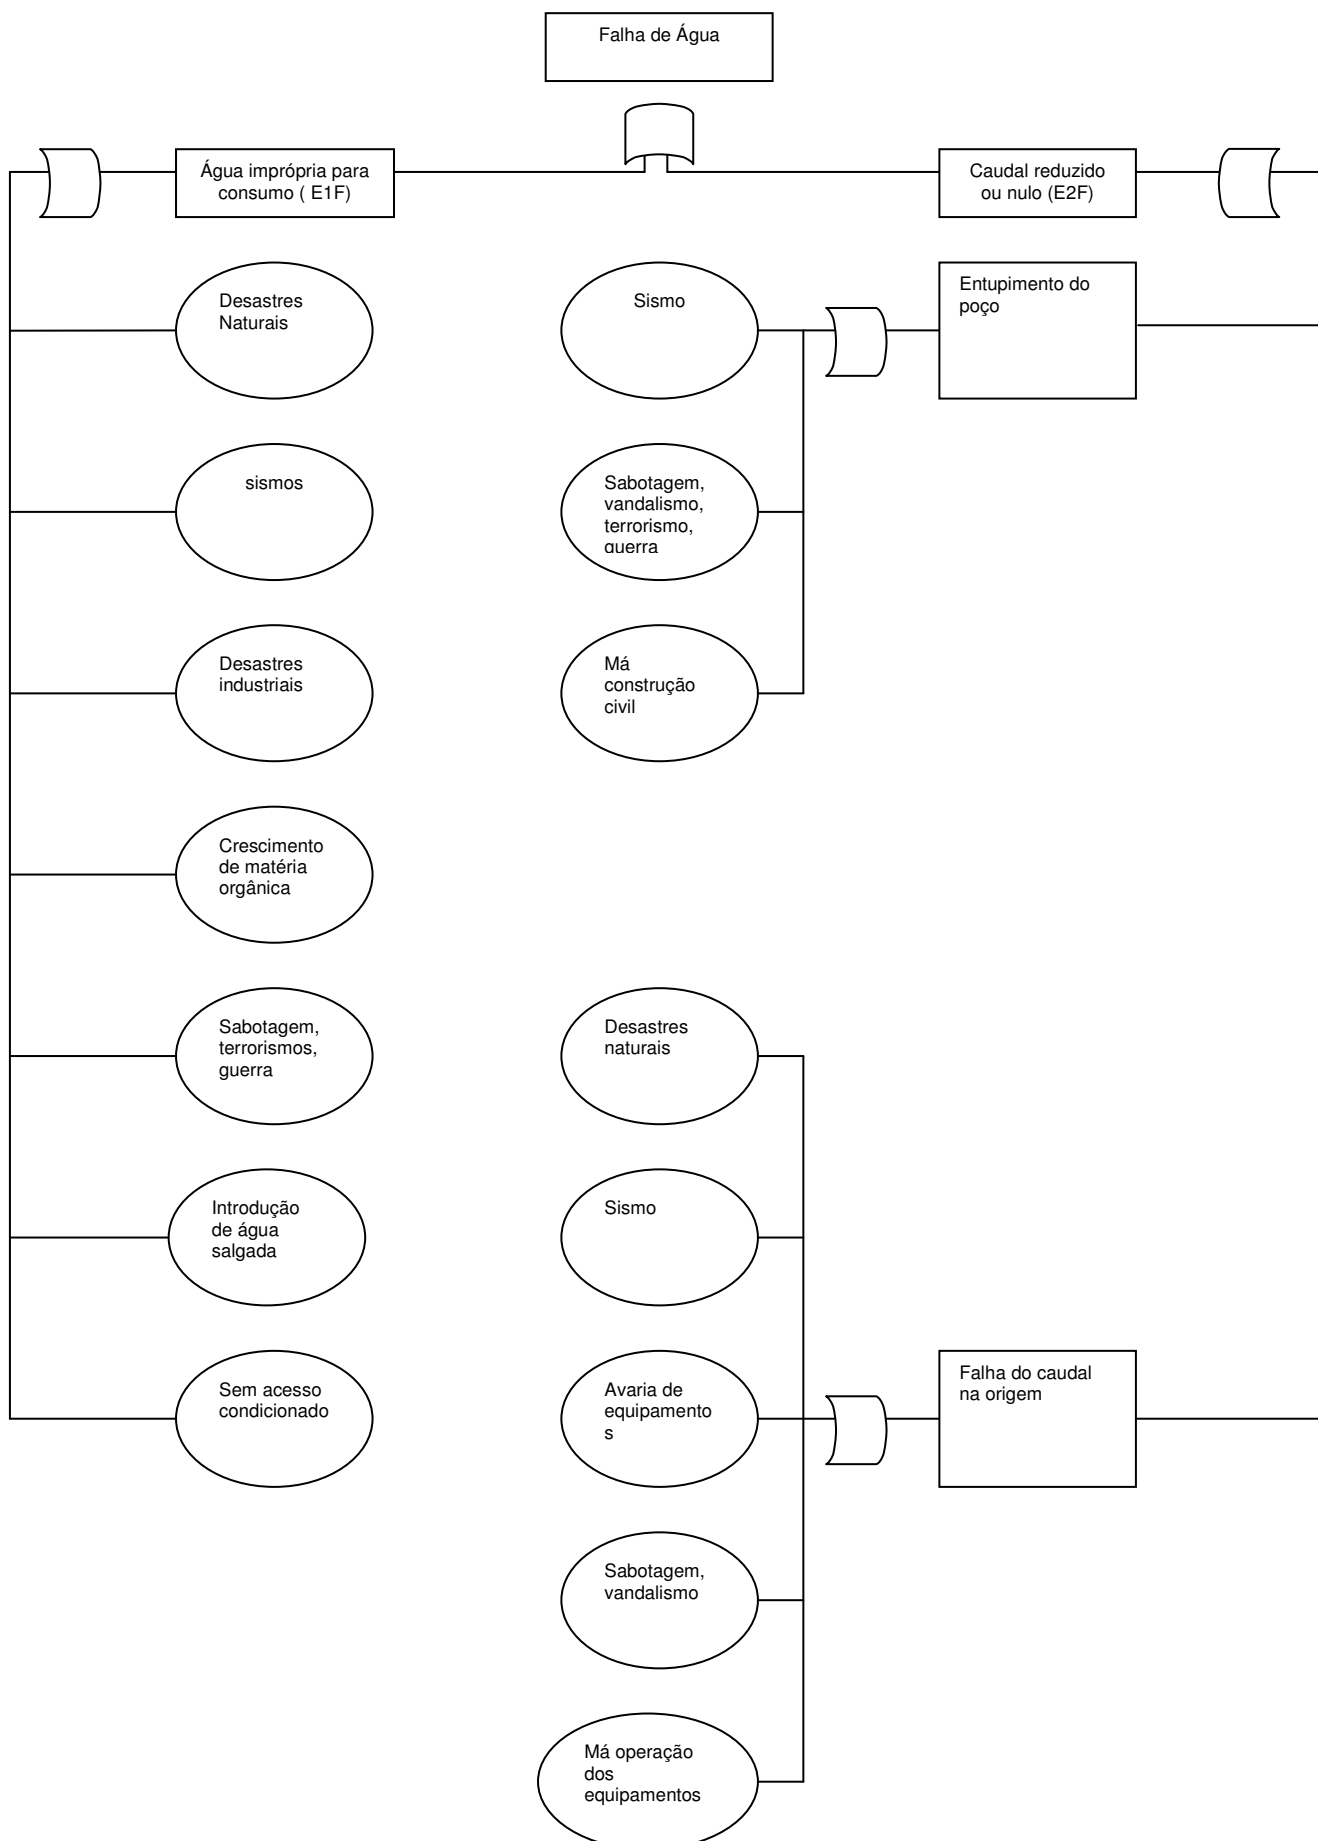 Falha de Água
Água imprópria para
consumo ( E1F)
Caudal reduzido
ou nulo (E2F)
Desastres
Naturais
Sismo
Entupimento do
poço
sismos
Sabotagem,
vandalismo,
terrorismo,
guerra
Desastres
industriais
Má
construção
civil
Crescimento
de matéria
orgânica
Sabotagem,
terrorismos,
guerra
Desastres
naturais
Introdução
de água
salgada
Sismo
Sem acesso
condicionado
Avaria de
equipamento
s
Falha do caudal
na origem
Sabotagem,
vandalismo
Má operação
dos
equipamentos